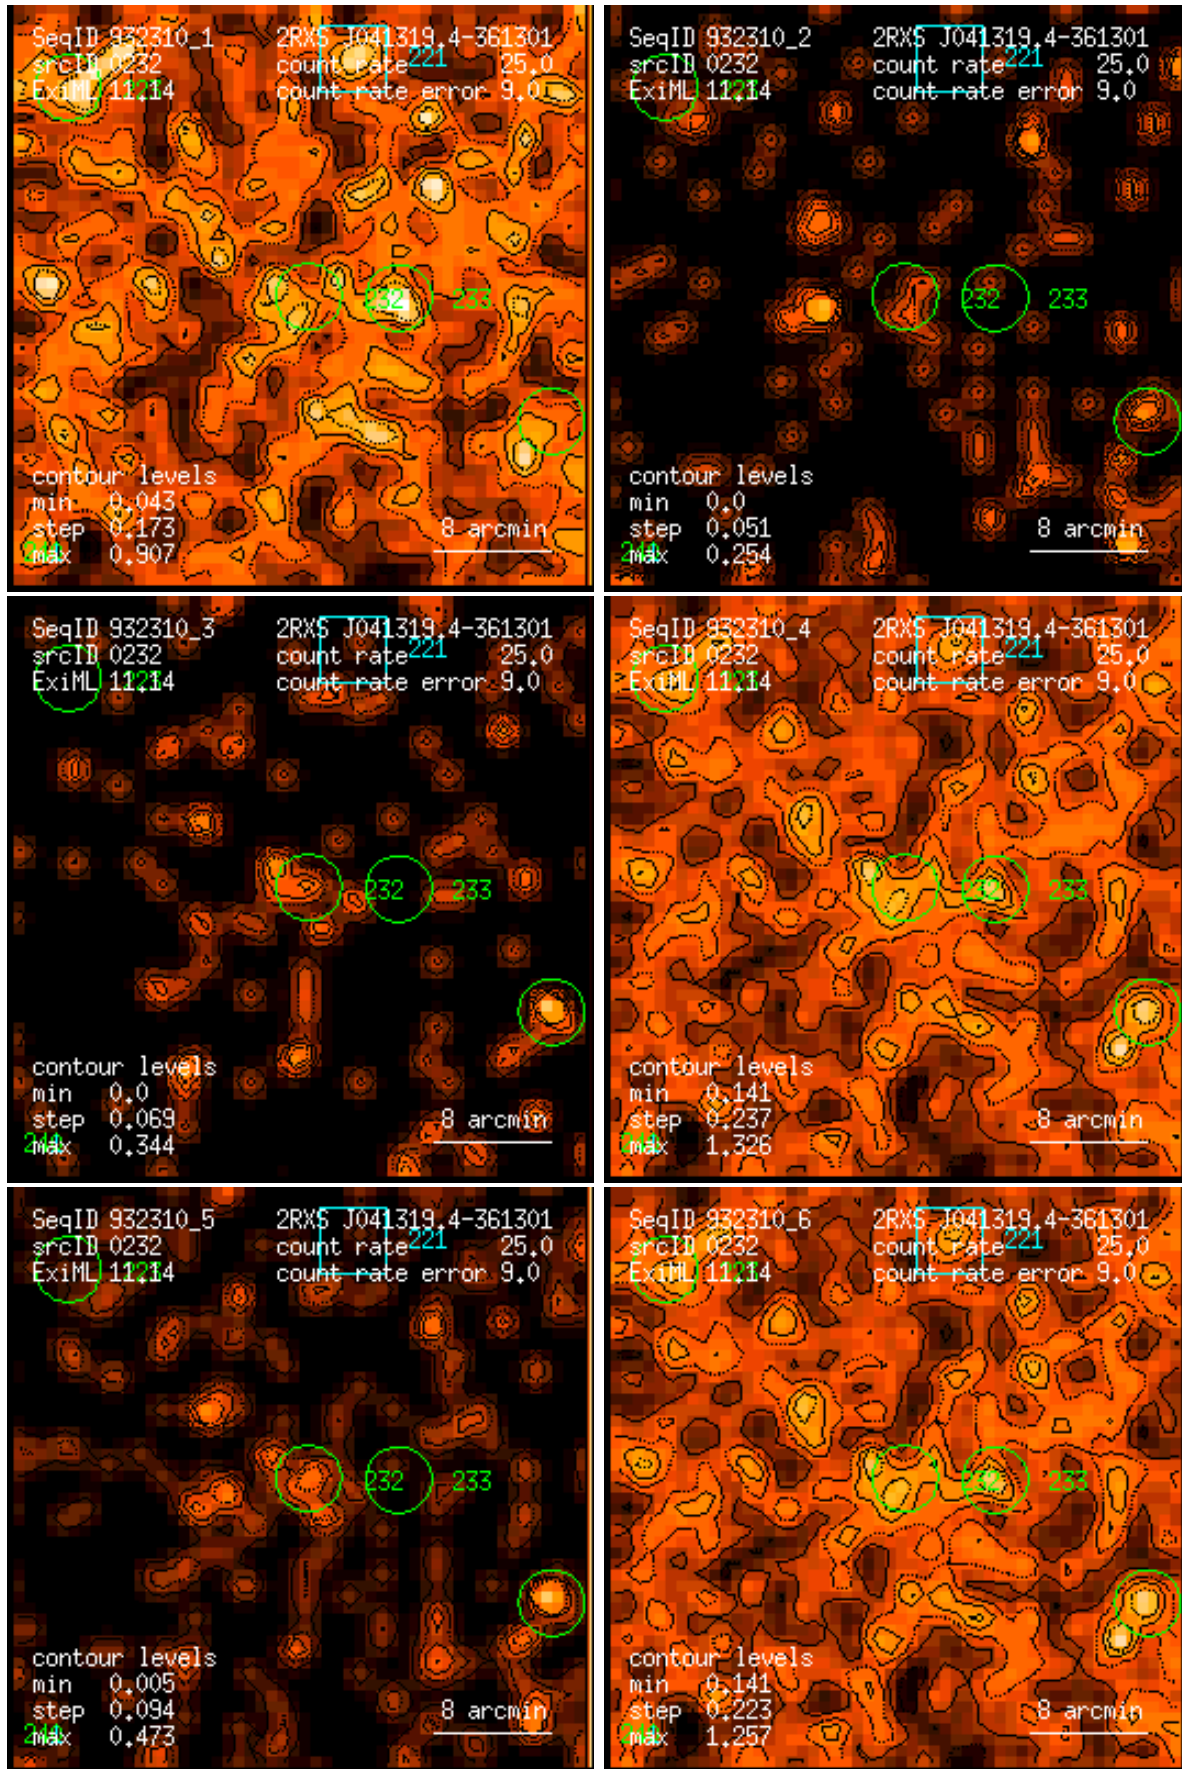 SeqID 932310_1 2RXS J041319.4-361301
srcID 0232 count rate 221 25.0
ExiML 11.14 count rate error 9.0
232 233
contour levels
min 0.043
step 0.173 8 arcmin
max 0.907
SeqID 932310_2 2RXS J041319.4-361301
srcID 0232 count rate 221 25.0
ExiML 11.14 count rate error 9.0
232 233
contour levels
min 0.0
step 0.051 8 arcmin
max 0.254
SeqID 932310_3 2RXS J041319.4-361301
srcID 0232 count rate 221 25.0
ExiML 11.14 count rate error 9.0
232 233
contour levels
min 0.0
step 0.069 8 arcmin
max 0.344
SeqID 932310_4 2RXS J041319.4-361301
srcID 0232 count rate 221 25.0
ExiML 11.14 count rate error 9.0
232 233
contour levels
min 0.141
step 0.237 8 arcmin
max 1.326
SeqID 932310_5 2RXS J041319.4-361301
srcID 0232 count rate 221 25.0
ExiML 11.14 count rate error 9.0
232 233
contour levels
min 0.005
step 0.094 8 arcmin
max 0.473
SeqID 932310_6 2RXS J041319.4-361301
srcID 0232 count rate 221 25.0
ExiML 11.14 count rate error 9.0
232 233
contour levels
min 0.141
step 0.223 8 arcmin
max 1.257